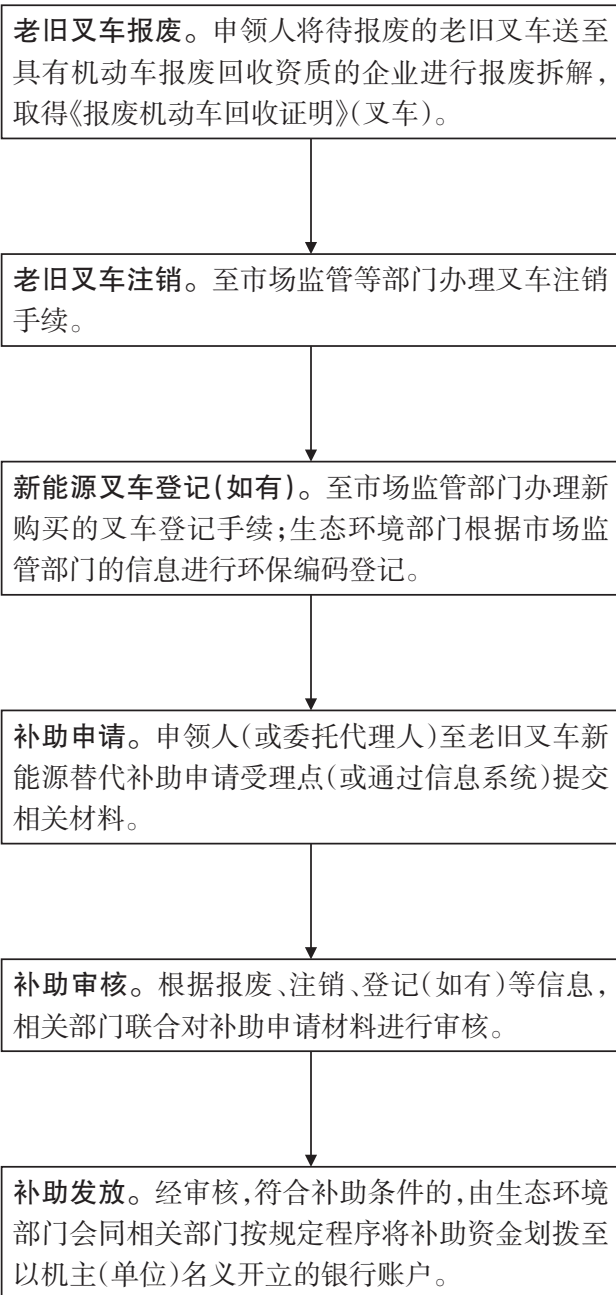 老旧叉车报废。申领人将待报废的老旧叉车送至
具有机动车报废回收资质的企业进行报废拆解，
取得《报废机动车回收证明》(叉车)。
老旧叉车注销。至市场监管等部门办理叉车注销
手续。
新能源叉车登记(如有)。至市场监管部门办理新
购买的叉车登记手续;生态环境部门根据市场监
管部门的信息进行环保编码登记。
补助申请。申领人(或委托代理人)至老旧叉车新
能源替代补助申请受理点(或通过信息系统)提交
相关材料。
补助审核。根据报废、注销、登记(如有)等信息，
相关部门联合对补助申请材料进行审核。
补助发放。经审核,符合补助条件的,由生态环境
部门会同相关部门按规定程序将补助资金划拨至
以机主(单位)名义开立的银行账户。